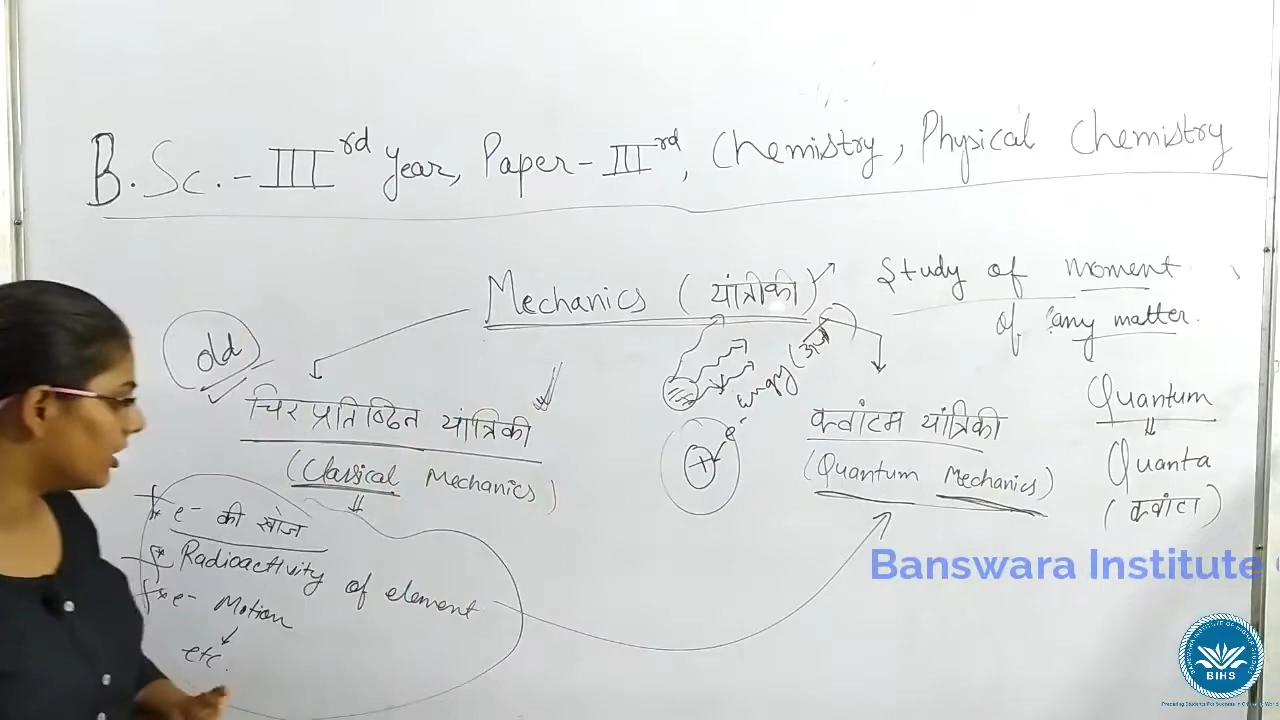 B.Sc. - III rd Year, Paper - III rd, Chemistry, Physical Chemistry
Mechanics (यांत्रीकी)
Study of moment
of any matter.
old
चिर प्रतिष्ठित यांत्रिकी
(Classical Mechanics)
e-
क्वांटम यांत्रिकी
(Quantum Mechanics)
Quantum
Quanta
(क्वांटा)
* e- की खोज
* Radioactivity of element
* e- Motion
etc.
+
Banswara Institute
BIHS